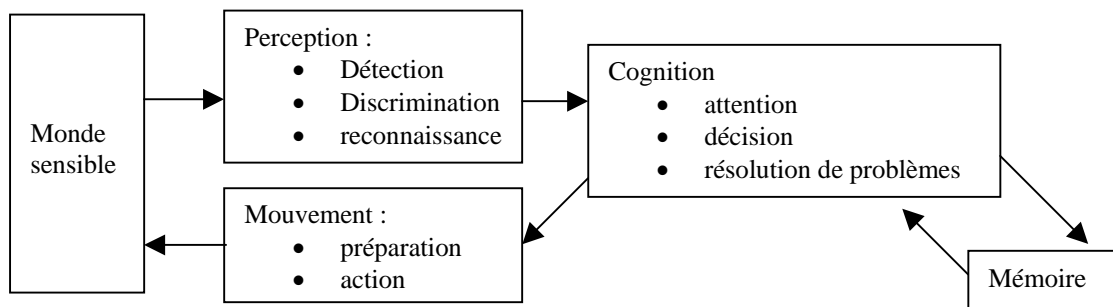 Monde
sensible
Perception :
• Détection
• Discrimination
• reconnaissance
Cognition
• attention
• décision
• résolution de problèmes
Mouvement :
• préparation
• action
Mémoire